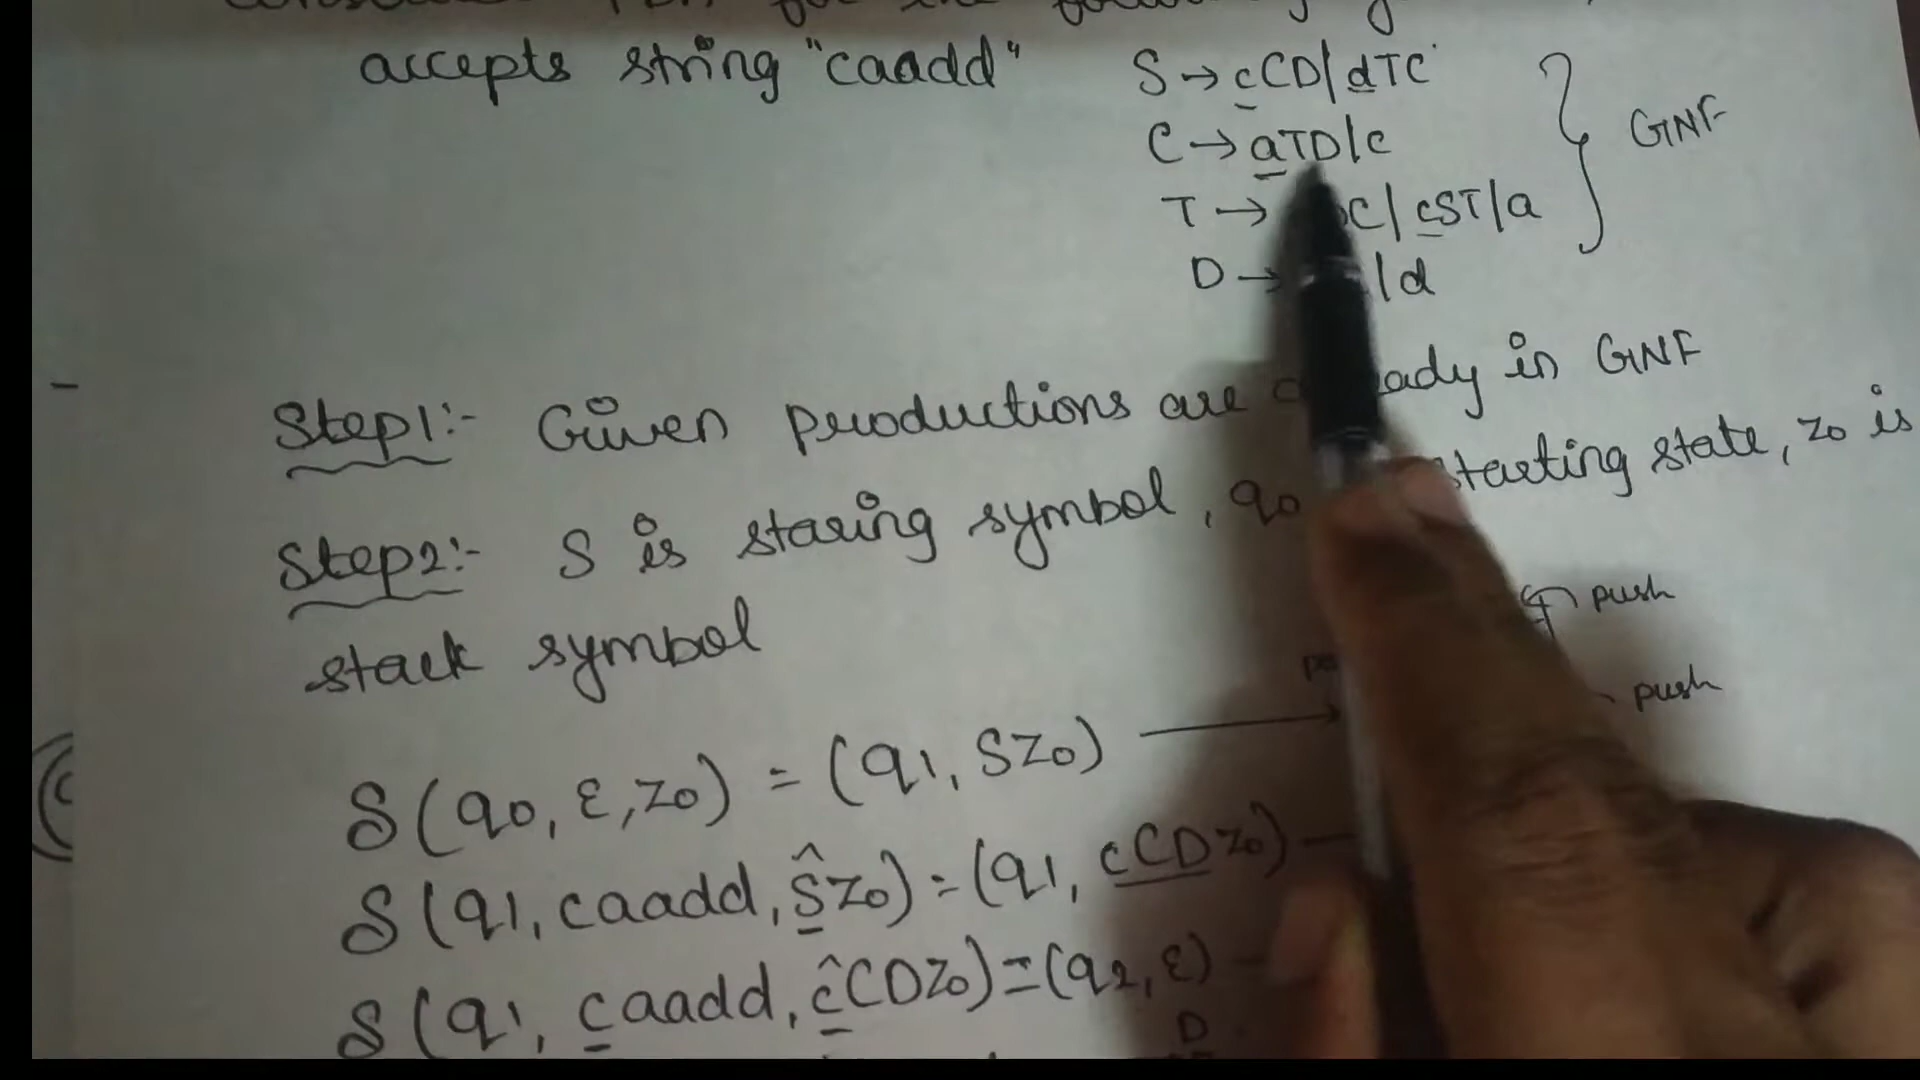 accepts string "caadd" S → cCD/dTC
C → aTD/c
T → C/cST/a
D → /d
} GNF
Step1:- Given productions are ady in GNF
Step2:- S is staring symbol, q0 starting state, z0 is
stack symbol
push
push
δ(q0, ε, z0) = (q1, Sz0) →
δ(q1, caadd, Sz0) = (q1, cCDz0) –
δ(q1, caadd, cCDz0) = (q2, ε) –
D